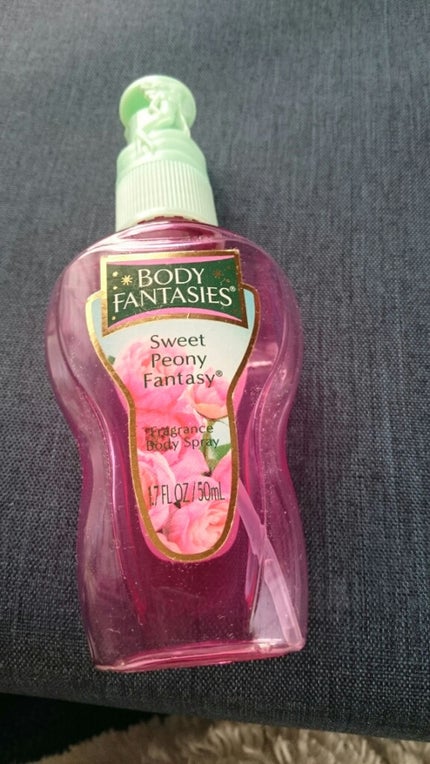 BODY
FANTASIES®
Sweet
Peony
Fantasy®
Fragrance
Body Spray
1.7 FL OZ / 50mL